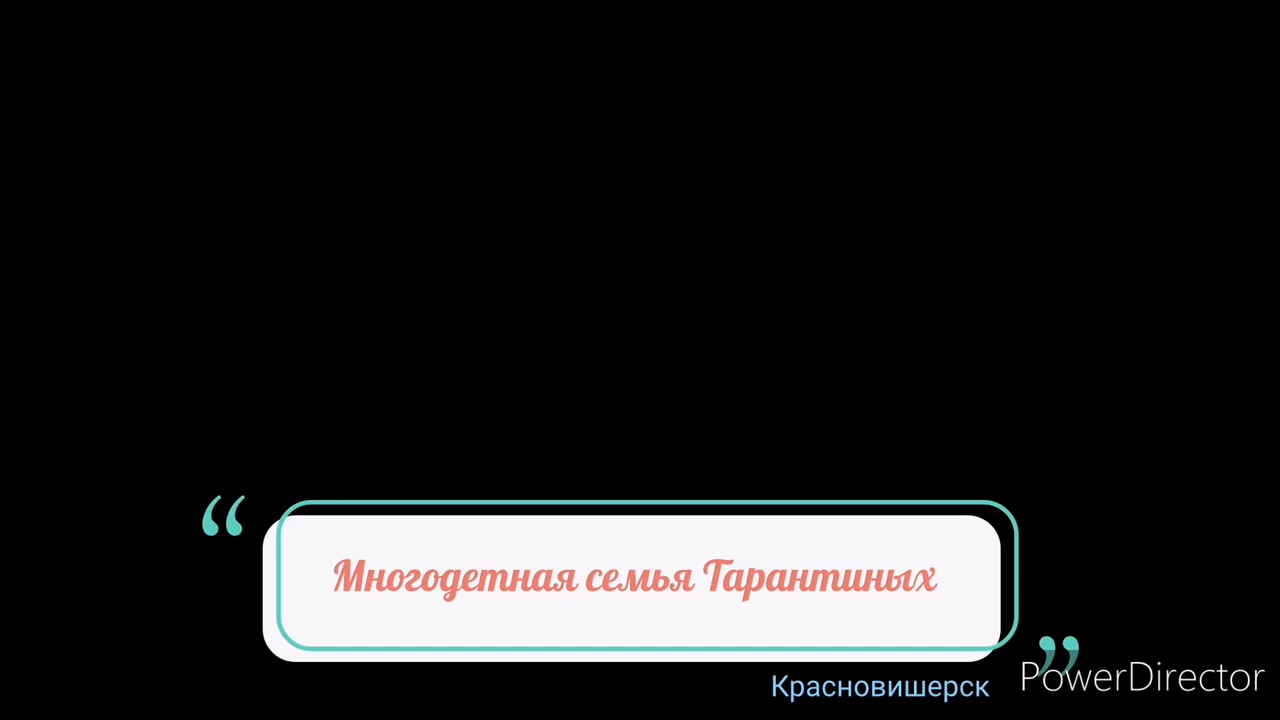 “
Многодетная семья Тарантиных
”
Красновишерск
PowerDirector